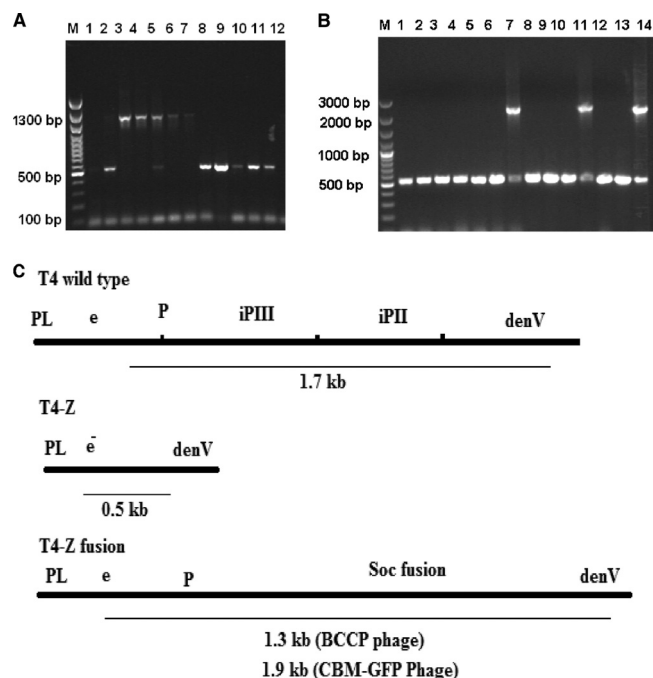 A
M 1 2 3 4 5 6 7 8 9 10 11 12
1300 bp
500 bp
100 bp
B
M 1 2 3 4 5 6 7 8 9 10 11 12 13 14
3000 bp
2000 bp
1000 bp
500 bp
C
T4 wild type
PL e P iPIII iPII denV
1.7 kb
T4-Z
PL e- denV
0.5 kb
T4-Z fusion
PL e P Soc fusion denV
1.3 kb (BCCP phage)
1.9 kb (CBM-GFP Phage)